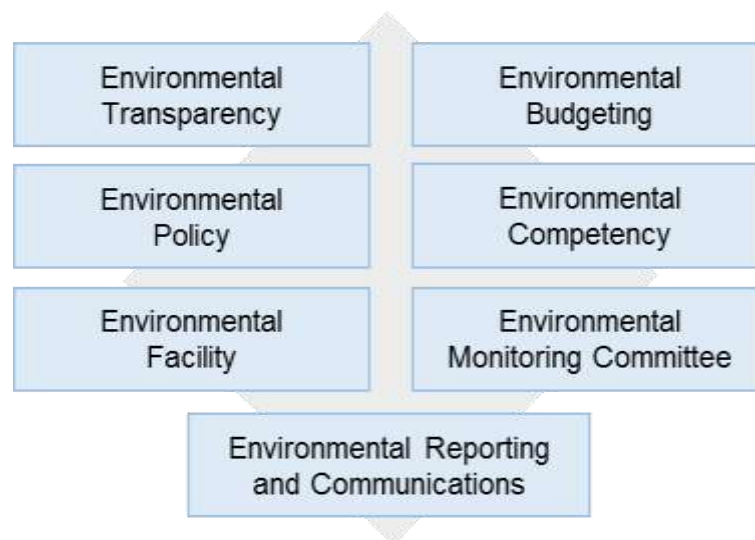 Environmental
Transparency
Environmental
Budgeting
Environmental
Policy
Environmental
Competency
Environmental
Facility
Environmental
Monitoring Committee
Environmental Reporting
and Communications